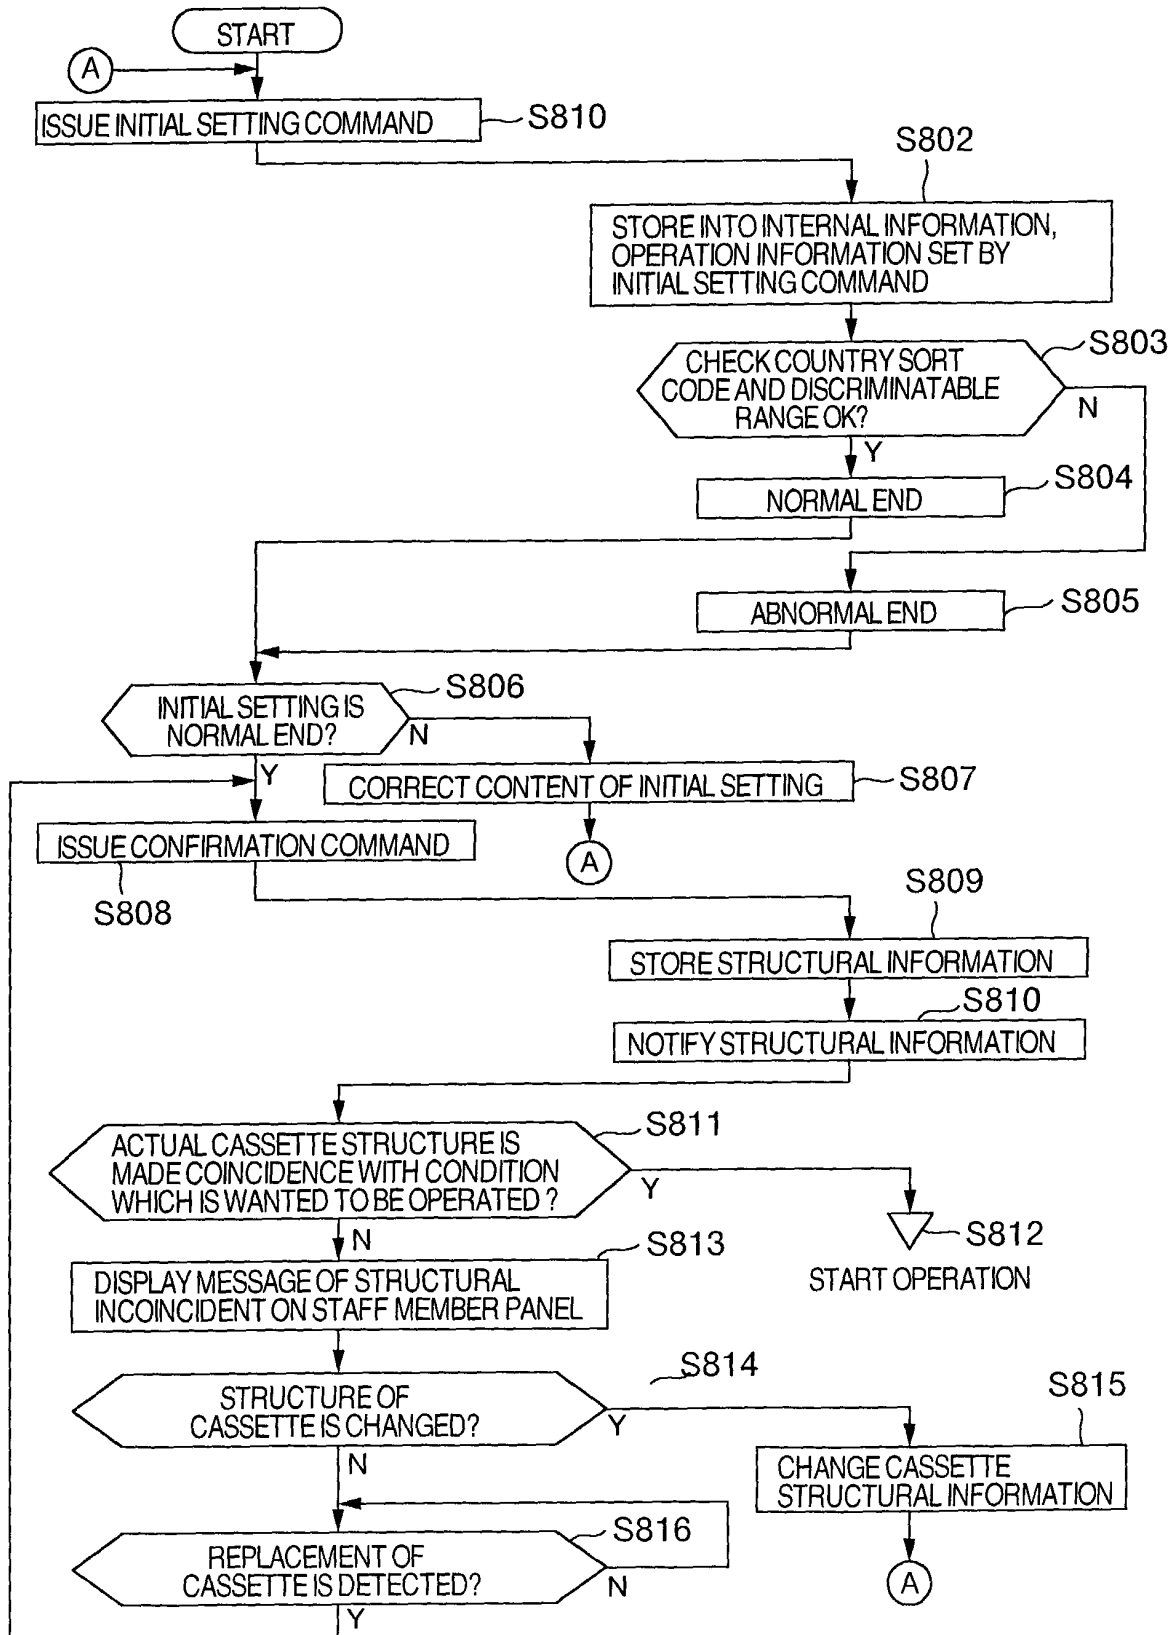 START
A
ISSUE INITIAL SETTING COMMAND
S810
S802
STORE INTO INTERNAL INFORMATION,
OPERATION INFORMATION SET BY
INITIAL SETTING COMMAND
S803
CHECK COUNTRY SORT
CODE AND DISCRIMINATABLE
RANGE OK?
N
Y
S804
NORMAL END
S805
ABNORMAL END
S806
INITIAL SETTING IS
NORMAL END?
N
Y
S807
CORRECT CONTENT OF INITIAL SETTING
ISSUE CONFIRMATION COMMAND
A
S808
S809
STORE STRUCTURAL INFORMATION
S810
NOTIFY STRUCTURAL INFORMATION
S811
ACTUAL CASSETTE STRUCTURE IS
MADE COINCIDENCE WITH CONDITION
WHICH IS WANTED TO BE OPERATED ?
Y
N
S812
START OPERATION
S813
DISPLAY MESSAGE OF STRUCTURAL
INCOINCIDENT ON STAFF MEMBER PANEL
S814
STRUCTURE OF
CASSETTE IS CHANGED?
Y
N
S815
CHANGE CASSETTE
STRUCTURAL INFORMATION
A
S816
REPLACEMENT OF
CASSETTE IS DETECTED?
N
Y